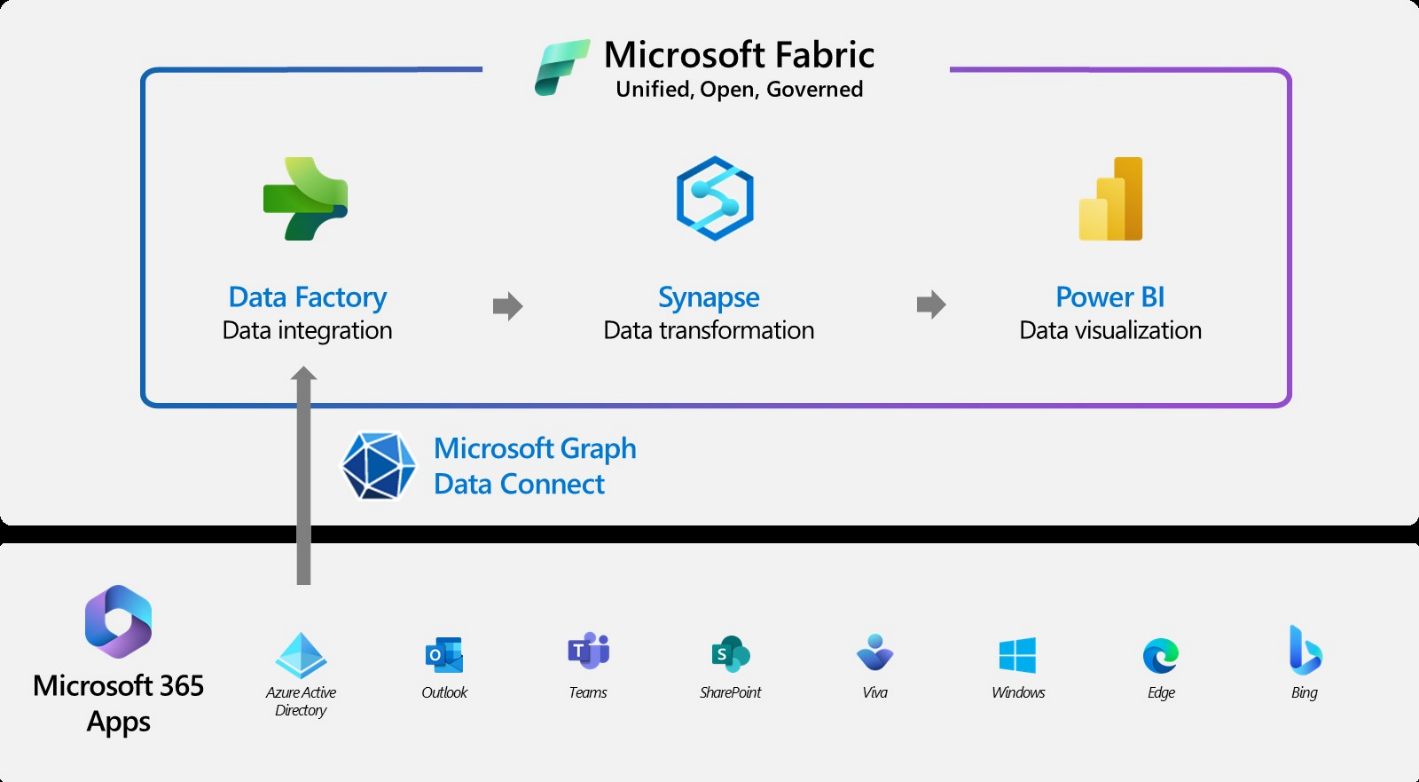 Microsoft Fabric
Unified, Open, Governed
Data Factory
Data integration
Synapse
Data transformation
Power BI
Data visualization
Microsoft Graph
Data Connect
Microsoft 365
Apps
Azure Active
Directory
Outlook
Teams
SharePoint
Viva
Windows
Edge
Bing